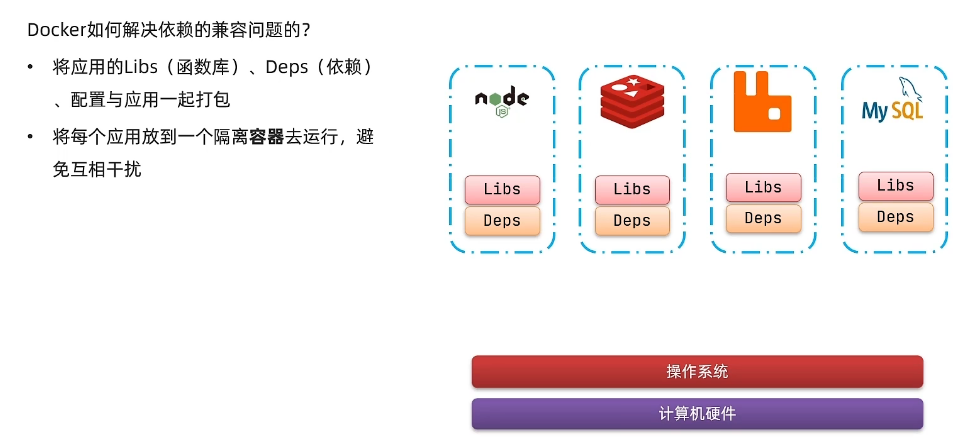 Docker如何解决依赖的兼容问题的？
• 将应用的Libs（函数库）、Deps（依赖）
、配置与应用一起打包
• 将每个应用放到一个隔离容器去运行，避
免互相干扰
node
JS
MySQL
Libs
Libs
Libs
Libs
Deps
Deps
Deps
Deps
操作系统
计算机硬件